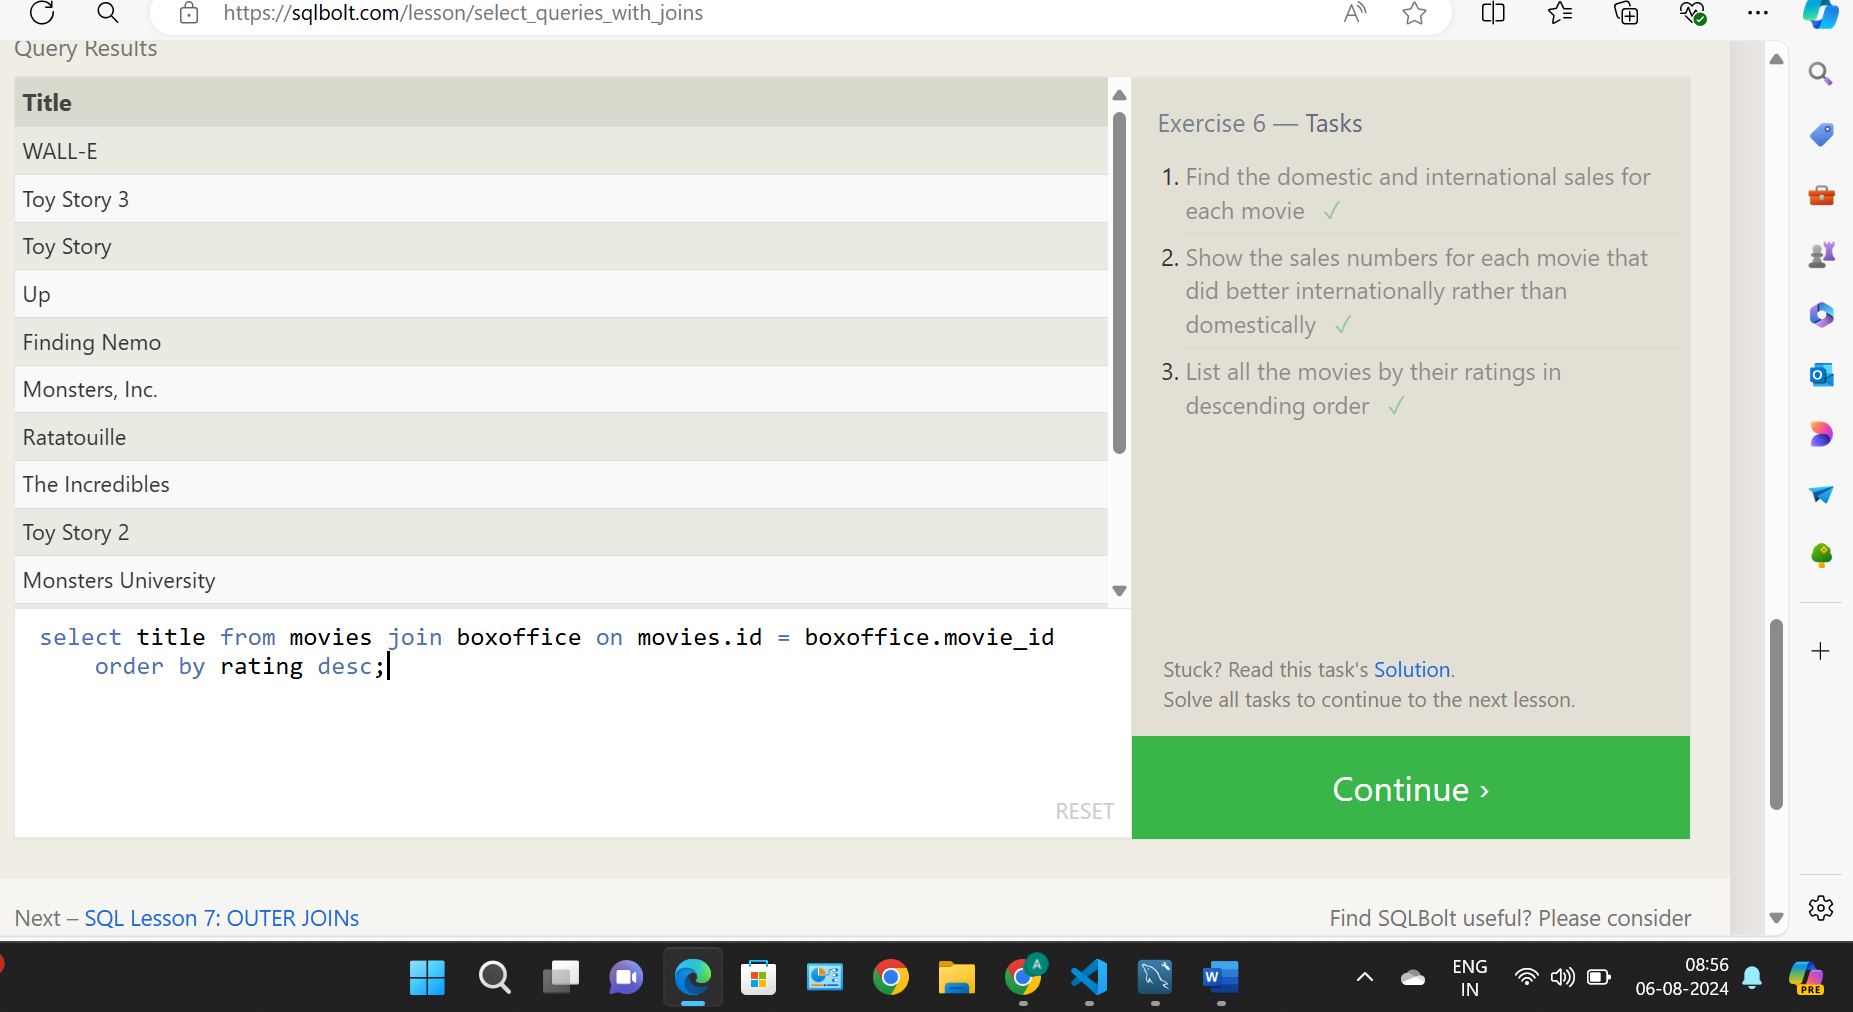 https://sqlbolt.com/lesson/select_queries_with_joins
Query Results
Title
WALL-E
Toy Story 3
Toy Story
Up
Finding Nemo
Monsters, Inc.
Ratatouille
The Incredibles
Toy Story 2
Monsters University
select title from movies join boxoffice on movies.id = boxoffice.movie_id
order by rating desc;
RESET
Exercise 6 — Tasks
1. Find the domestic and international sales for
each movie ✓
2. Show the sales numbers for each movie that
did better internationally rather than
domestically ✓
3. List all the movies by their ratings in
descending order ✓
Stuck? Read this task's Solution.
Solve all tasks to continue to the next lesson.
Continue ›
Next – SQL Lesson 7: OUTER JOINs
Find SQLBolt useful? Please consider
A
W
ENG
IN
08:56
06-08-2024
PRE